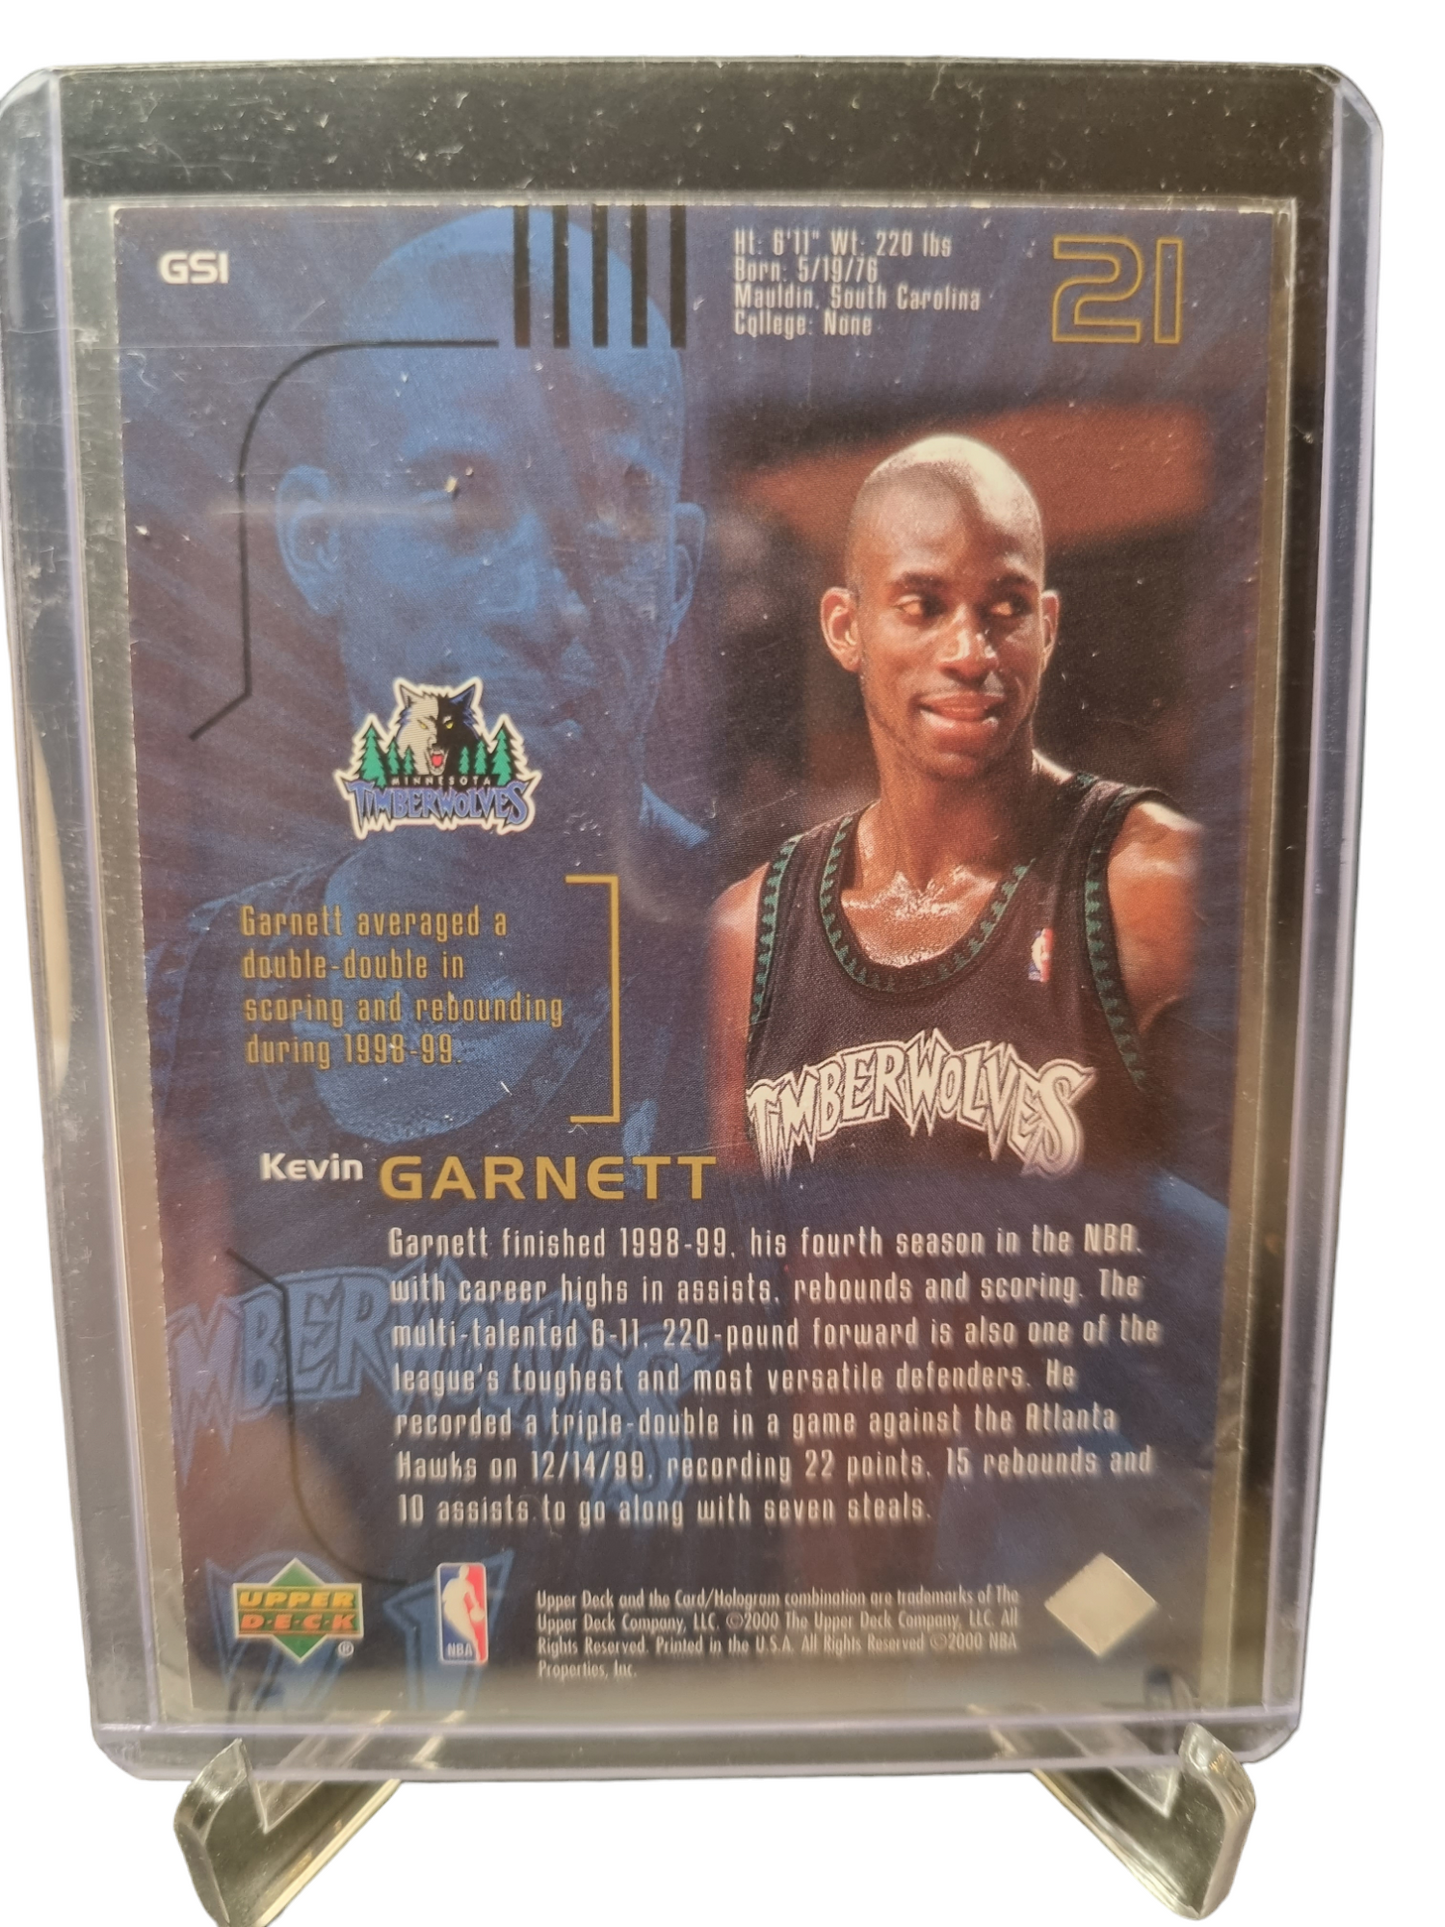 GS1
Ht: 6'11" Wt: 220 lbs
Born: 5/19/76
Mauldin, South Carolina
College: None
21
MINNESOTA
TIMBERWOLVES
Garnett averaged a
double-double in
scoring and rebounding
during 1998-99.
TIMBERWOLVES
Kevin GARNETT
Garnett finished 1998-99, his fourth season in the NBA,
with career highs in assists, rebounds and scoring. The
multi-talented 6-11, 220-pound forward is also one of the
league's toughest and most versatile defenders. He
recorded a triple-double in a game against the Atlanta
Hawks on 12/14/99, recording 22 points, 15 rebounds and
10 assists to go along with seven steals.
TIMBERWOLVES
21
UPPER
D·E·C·K
®
NBA
Upper Deck and the Card/Hologram combination are trademarks of The
Upper Deck Company, LLC. ©2000 The Upper Deck Company, LLC. All
Rights Reserved. Printed in the U.S.A. All Rights Reserved ©2000 NBA
Properties, Inc.